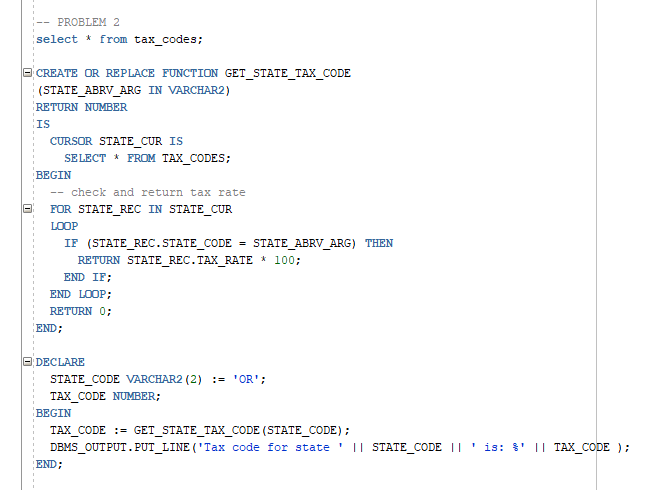 -- PROBLEM 2
select * from tax_codes;
CREATE OR REPLACE FUNCTION GET_STATE_TAX_CODE
(STATE_ABRV_ARG IN VARCHAR2)
RETURN NUMBER
IS
  CURSOR STATE_CUR IS
    SELECT * FROM TAX_CODES;
BEGIN
  -- check and return tax rate
  FOR STATE_REC IN STATE_CUR
  LOOP
    IF (STATE_REC.STATE_CODE = STATE_ABRV_ARG) THEN
      RETURN STATE_REC.TAX_RATE * 100;
    END IF;
  END LOOP;
  RETURN 0;
END;
DECLARE
  STATE_CODE VARCHAR2(2) := 'OR';
  TAX_CODE NUMBER;
BEGIN
  TAX_CODE := GET_STATE_TAX_CODE(STATE_CODE);
  DBMS_OUTPUT.PUT_LINE('Tax code for state ' || STATE_CODE || ' is: %' || TAX_CODE );
END;